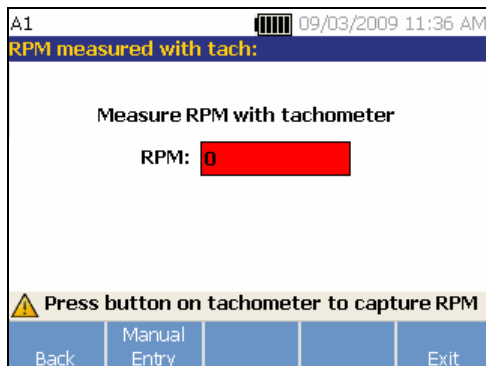 A1 09/03/2009 11:36 AM
RPM measured with tach:
Measure RPM with tachometer
RPM: 0
Press button on tachometer to capture RPM
Back Manual Entry Exit